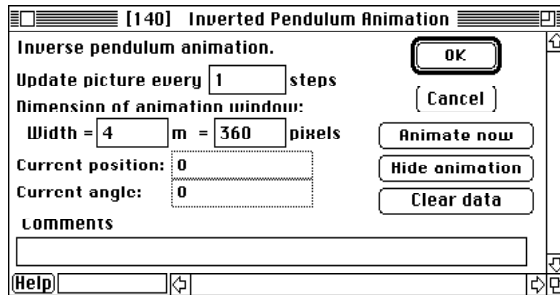 [140] Inverted Pendulum Animation
Inverse pendulum animation.
Update picture every 1 steps
Dimension of animation window:
Width = 4 m = 360 pixels
Current position: 0
Current angle: 0
Comments
OK
Cancel
Animate now
Hide animation
Clear data
Help